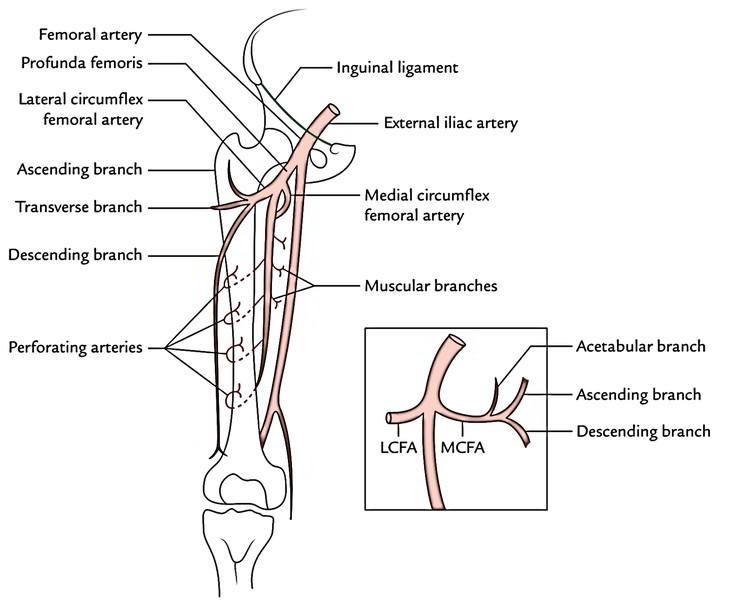 Femoral artery
Profunda femoris
Lateral circumflex
femoral artery
Ascending branch
Transverse branch
Descending branch
Perforating arteries
Inguinal ligament
External iliac artery
Medial circumflex
femoral artery
Muscular branches
Acetabular branch
Ascending branch
Descending branch
LCFA
MCFA